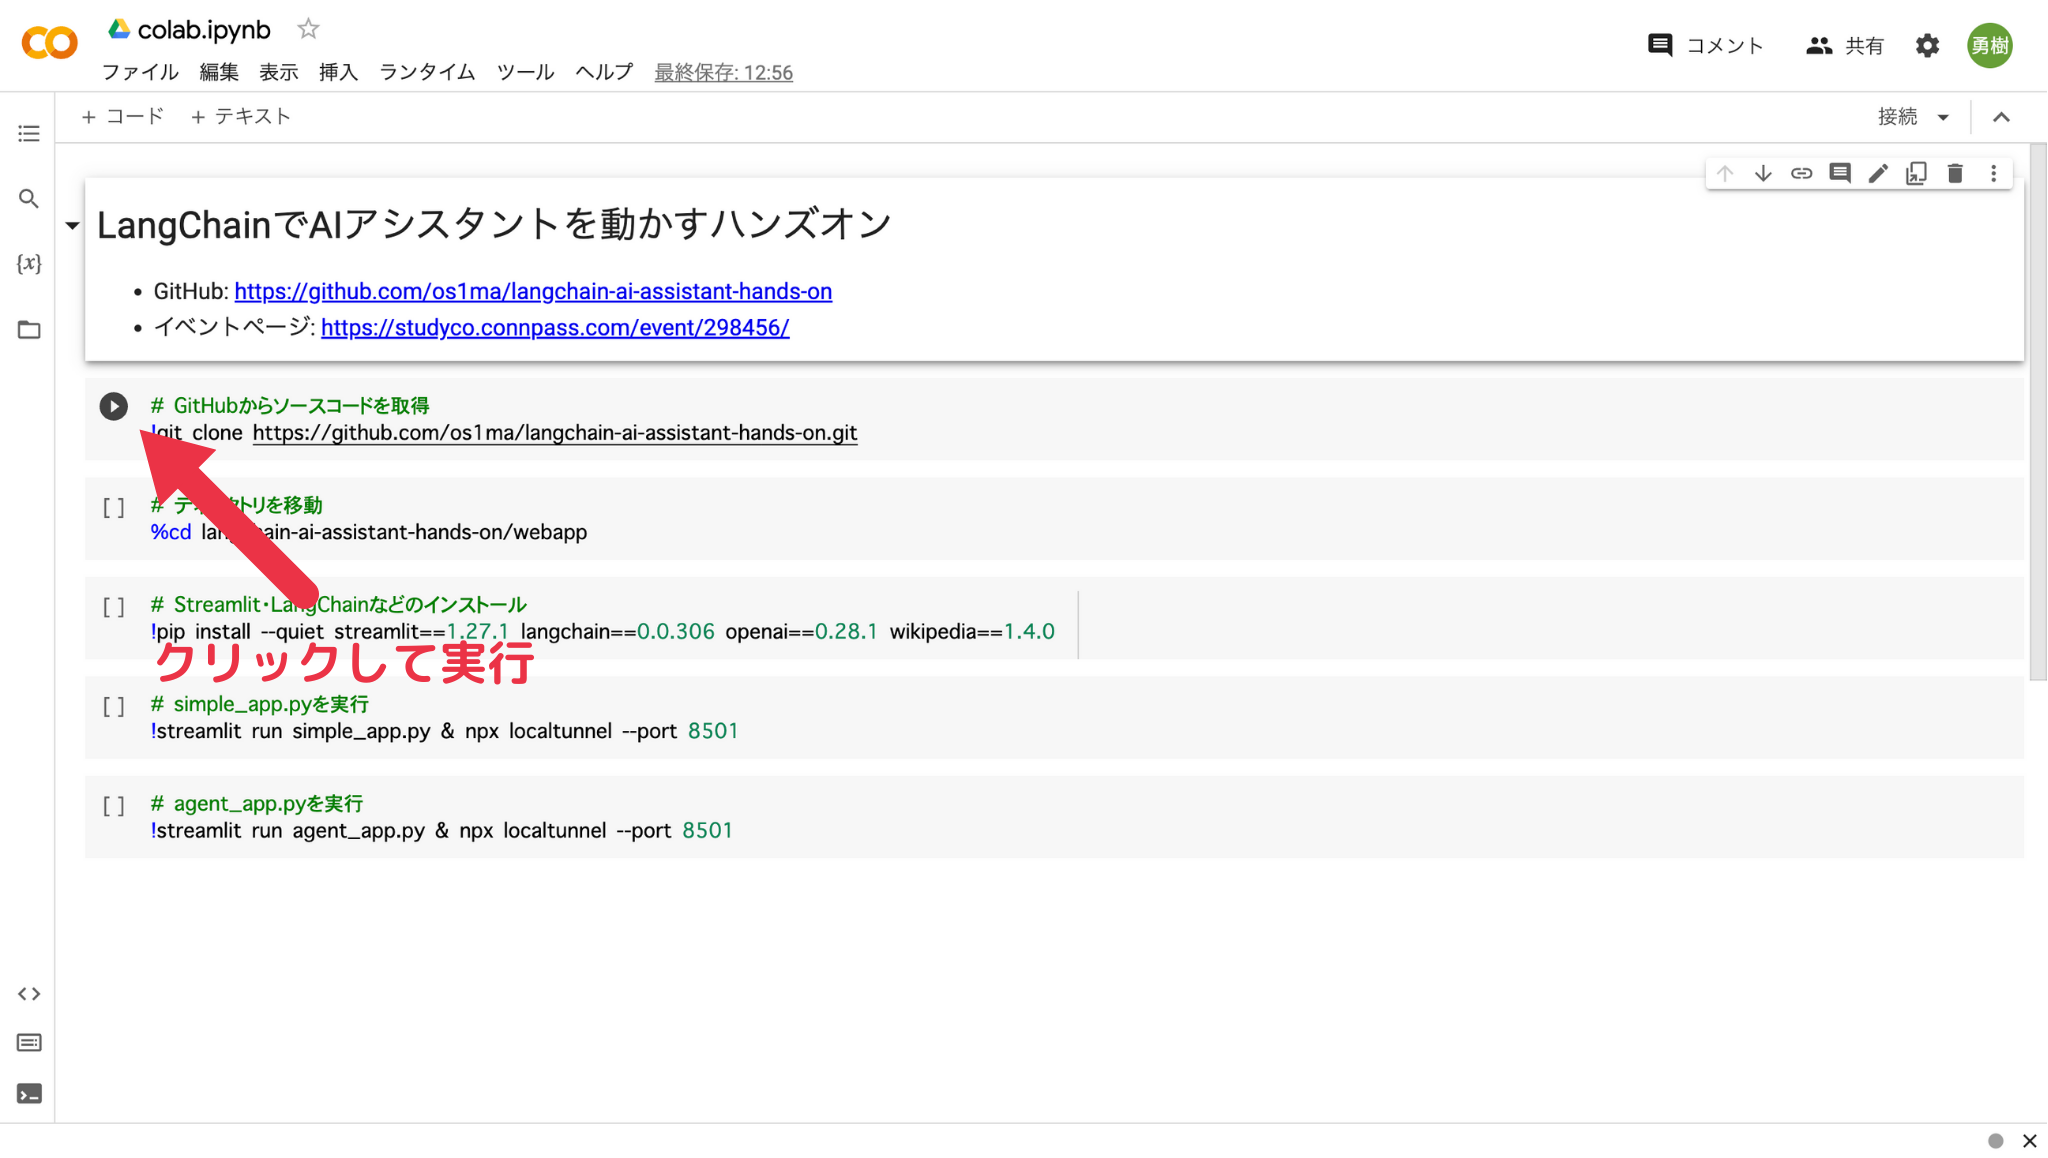 colab.ipynb
ファイル 編集 表示 挿入 ランタイム ツール ヘルプ 最終保存: 12:56
コメント 共有 勇樹
+ コード + テキスト
接続
LangChainでAIアシスタントを動かすハンズオン
• GitHub: https://github.com/os1ma/langchain-ai-assistant-hands-on
• イベントページ: https://studyco.connpass.com/event/298456/
# GitHubからソースコードを取得
!git clone https://github.com/os1ma/langchain-ai-assistant-hands-on.git
[ ] # ディレクトリを移動
%cd langchain-ai-assistant-hands-on/webapp
[ ] # Streamlit・LangChainなどのインストール
!pip install --quiet streamlit==1.27.1 langchain==0.0.306 openai==0.28.1 wikipedia==1.4.0
クリックして実行
[ ] # simple_app.pyを実行
!streamlit run simple_app.py & npx localtunnel --port 8501
[ ] # agent_app.pyを実行
!streamlit run agent_app.py & npx localtunnel --port 8501